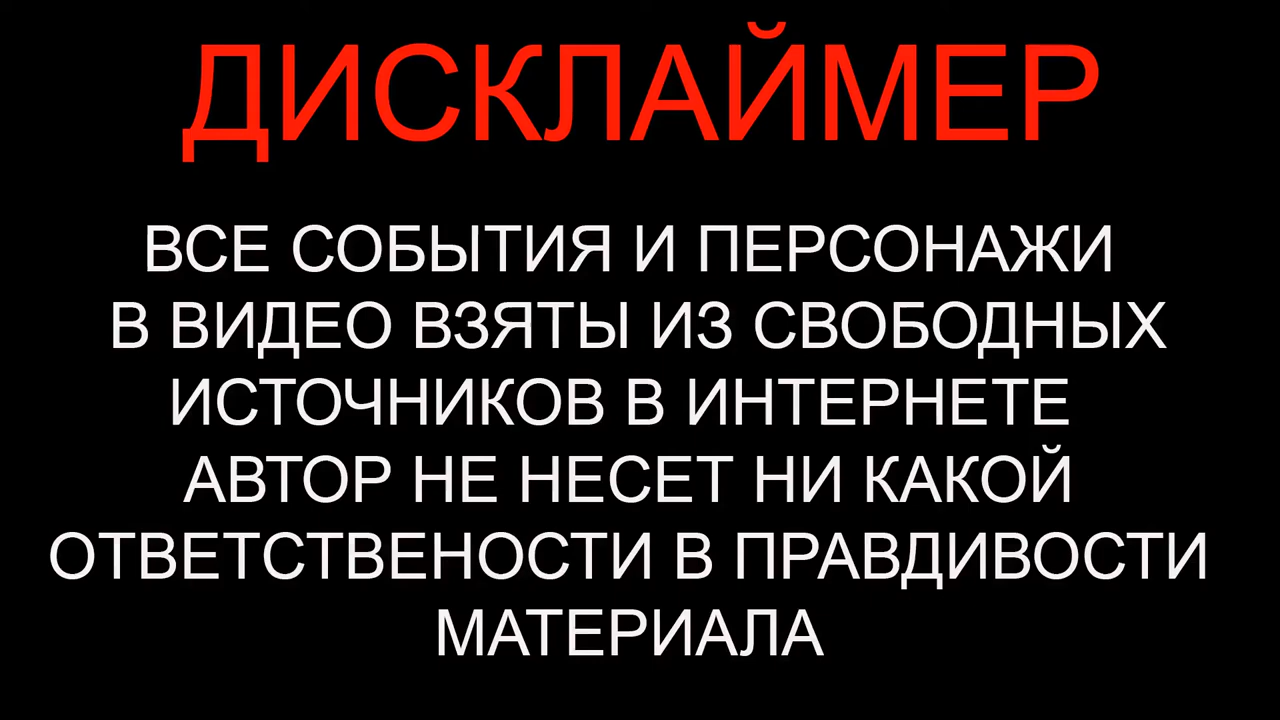 ДИСКЛАЙМЕР
ВСЕ СОБЫТИЯ И ПЕРСОНАЖИ
В ВИДЕО ВЗЯТЫ ИЗ СВОБОДНЫХ
ИСТОЧНИКОВ В ИНТЕРНЕТЕ
АВТОР НЕ НЕСЕТ НИ КАКОЙ
ОТВЕТСТВЕНОСТИ В ПРАВДИВОСТИ
МАТЕРИАЛА